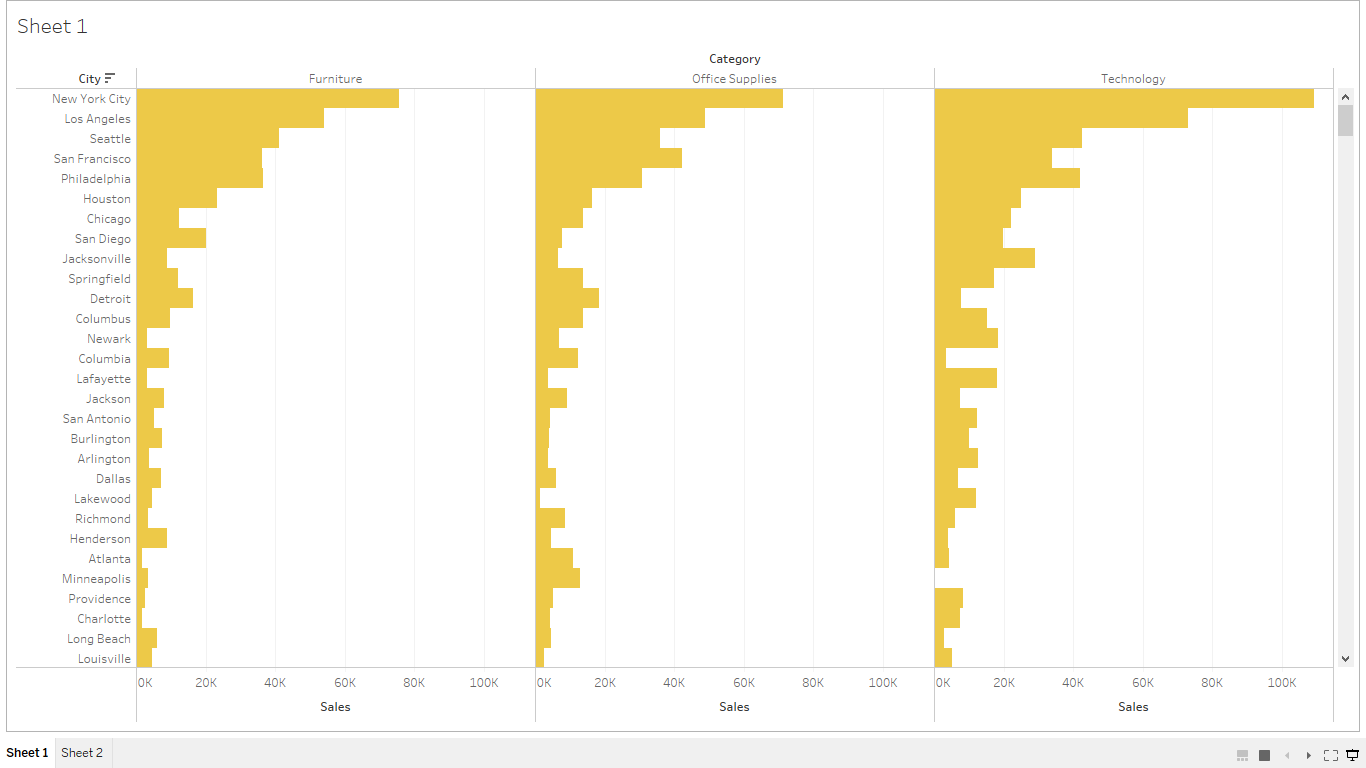 Sheet 1
Category
City
Furniture
Office Supplies
Technology
New York City
Los Angeles
Seattle
San Francisco
Philadelphia
Houston
Chicago
San Diego
Jacksonville
Springfield
Detroit
Columbus
Newark
Columbia
Lafayette
Jackson
San Antonio
Burlington
Arlington
Dallas
Lakewood
Richmond
Henderson
Atlanta
Minneapolis
Providence
Charlotte
Long Beach
Louisville
0K 20K 40K 60K 80K 100K
0K 20K 40K 60K 80K 100K
0K 20K 40K 60K 80K 100K
Sales
Sales
Sales
Sheet 1
Sheet 2